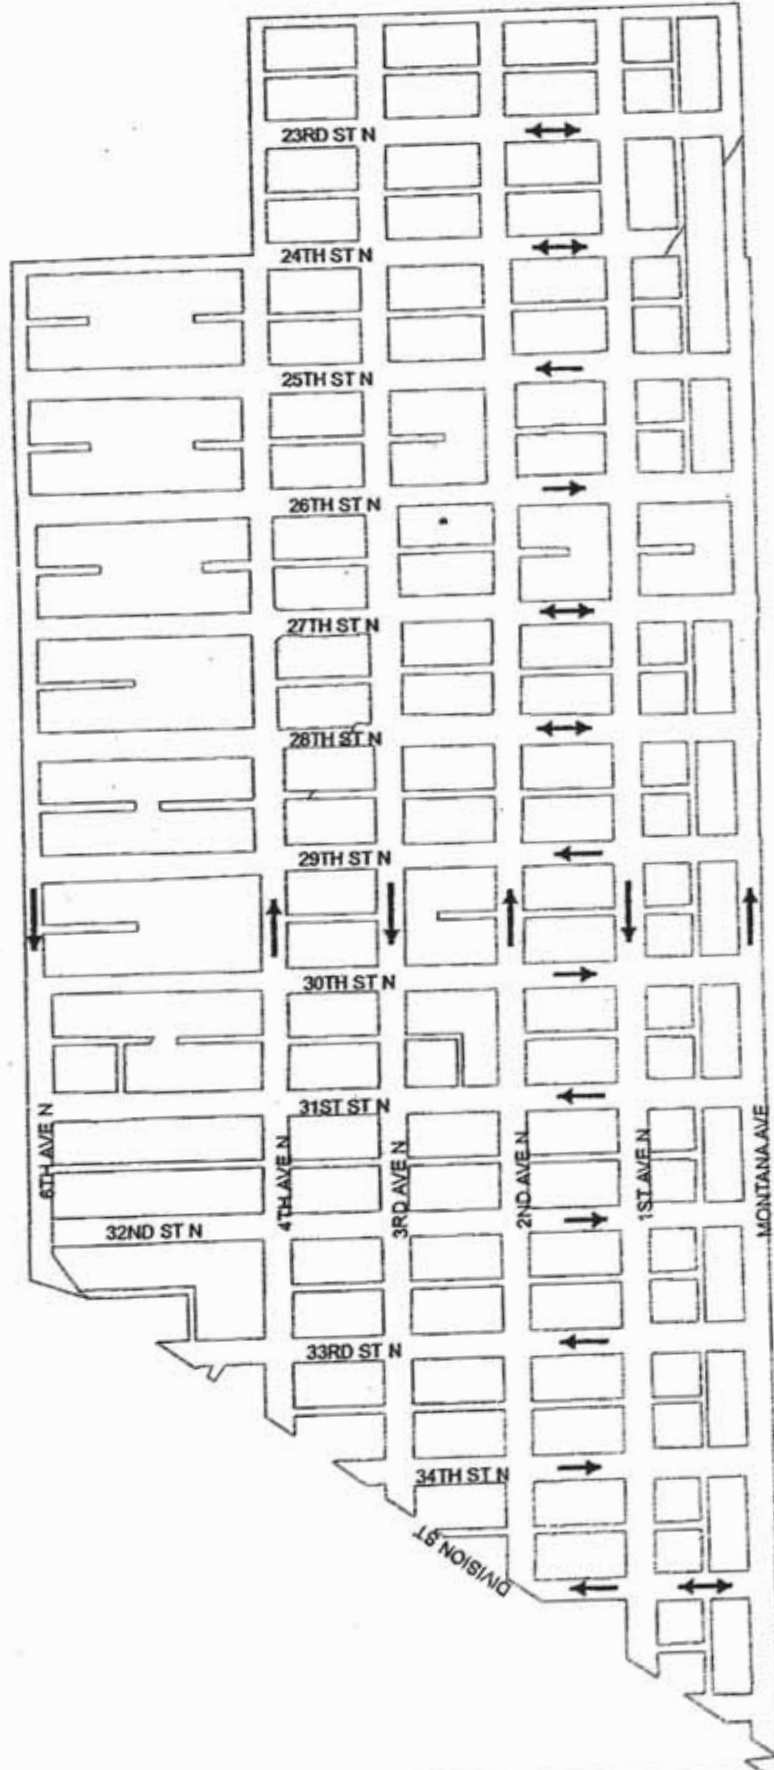 23RD ST N
24TH ST N
25TH ST N
26TH ST N
27TH ST N
28TH ST N
29TH ST N
30TH ST N
31ST ST N
6TH AVE N
4TH AVE N
3RD AVE N
2ND AVE N
1ST AVE N
MONTANA AVE
32ND ST N
33RD ST N
34TH ST N
DIVISION ST